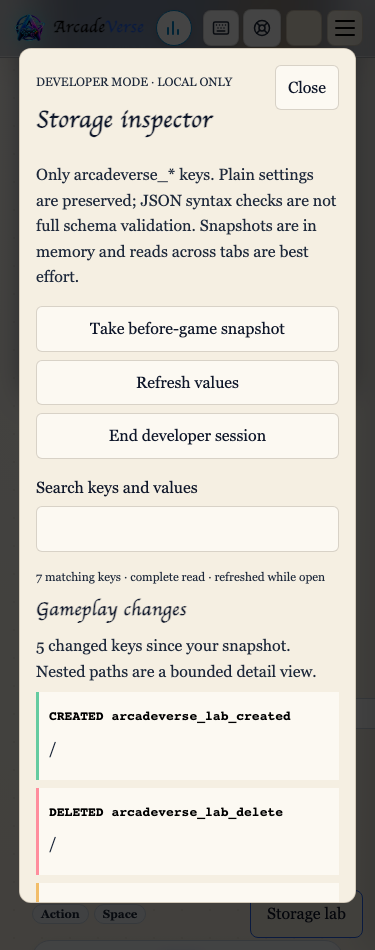 ArcadeVerse
DEVELOPER MODE · LOCAL ONLY
Close
Storage inspector
Only arcadeverse_* keys. Plain settings
are preserved; JSON syntax checks are not
full schema validation. Snapshots are in
memory and reads across tabs are best
effort.
Take before-game snapshot
Refresh values
End developer session
Search keys and values
7 matching keys · complete read · refreshed while open
Gameplay changes
5 changed keys since your snapshot.
Nested paths are a bounded detail view.
CREATED arcadeverse_lab_created
/
DELETED arcadeverse_lab_delete
/
Action
Space
Storage lab